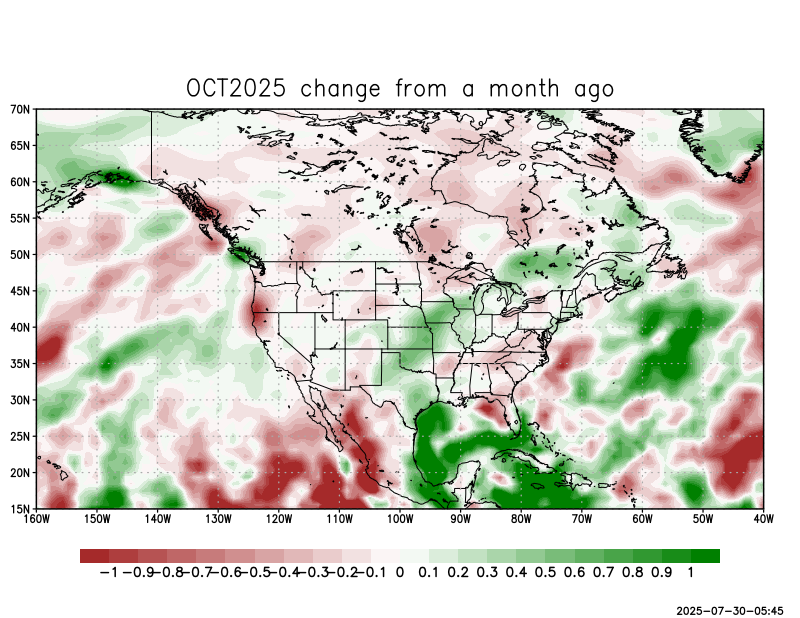 OCT2025 change from a month ago
70N
65N
60N
55N
50N
45N
40N
35N
30N
25N
20N
15N
160W 150W 140W 130W 120W 110W 100W 90W 80W 70W 60W 50W 40W
-1 -0.9 -0.8 -0.7 -0.6 -0.5 -0.4 -0.3 -0.2 -0.1 0 0.1 0.2 0.3 0.4 0.5 0.6 0.7 0.8 0.9 1
2025-07-30-05:45